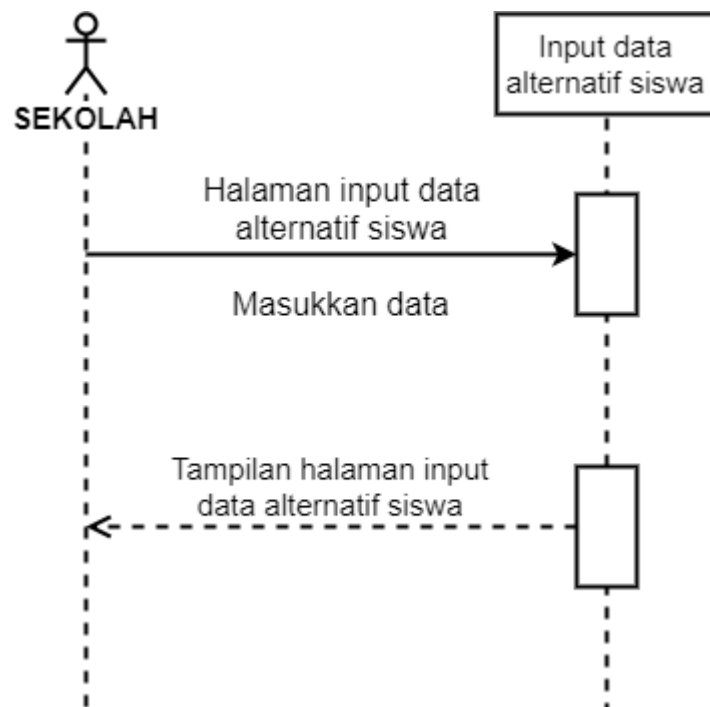 Input data
alternatif siswa
SEKOLAH
Halaman input data
alternatif siswa
Masukkan data
Tampilan halaman input
data alternatif siswa